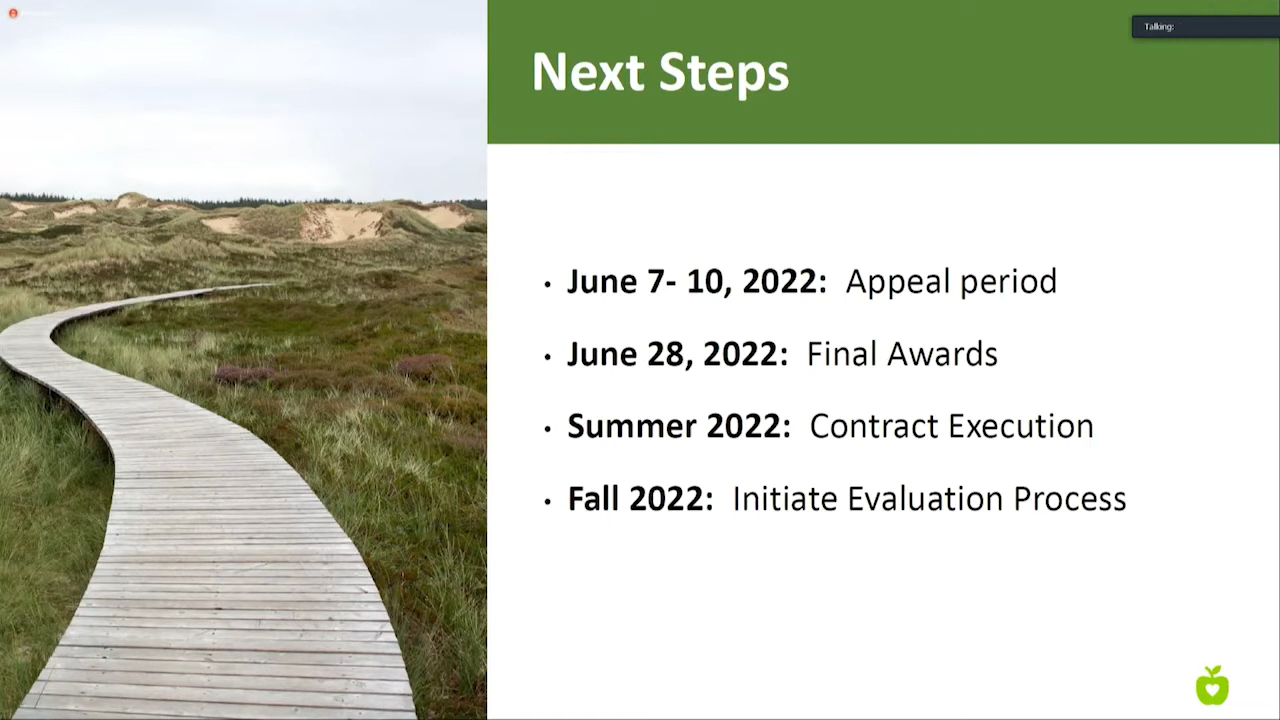 Talking:
Next Steps
• June 7- 10, 2022: Appeal period
• June 28, 2022: Final Awards
• Summer 2022: Contract Execution
• Fall 2022: Initiate Evaluation Process